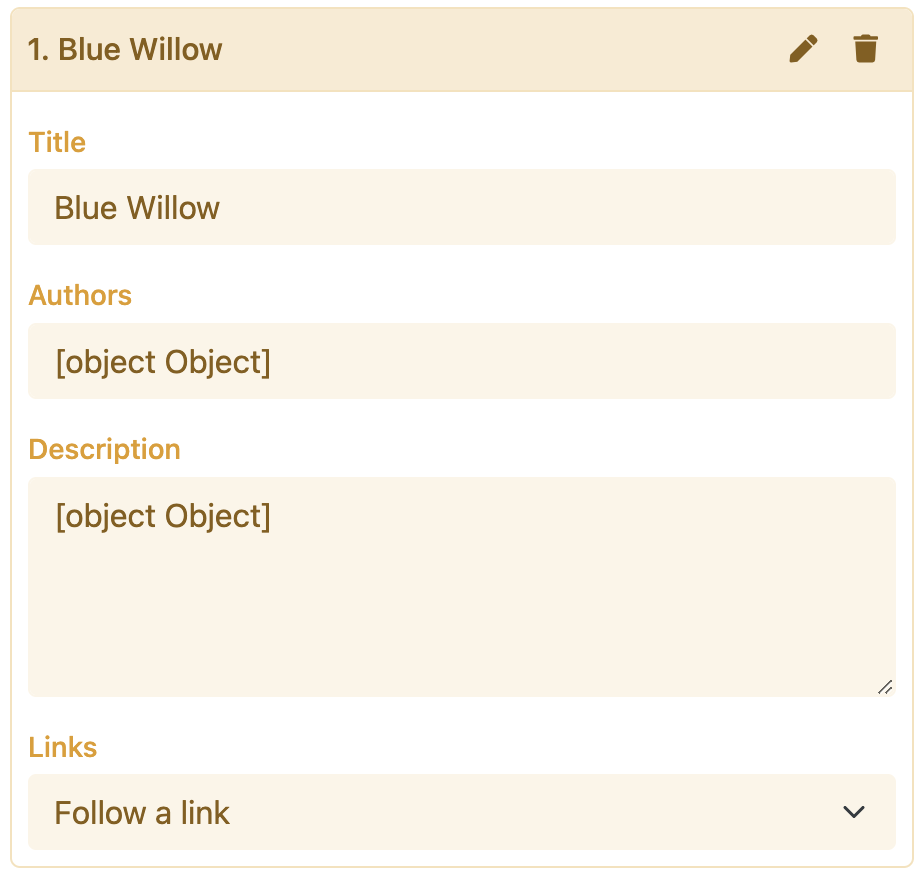 1. Blue Willow
Title
Blue Willow
Authors
[object Object]
Description
[object Object]
Links
Follow a link